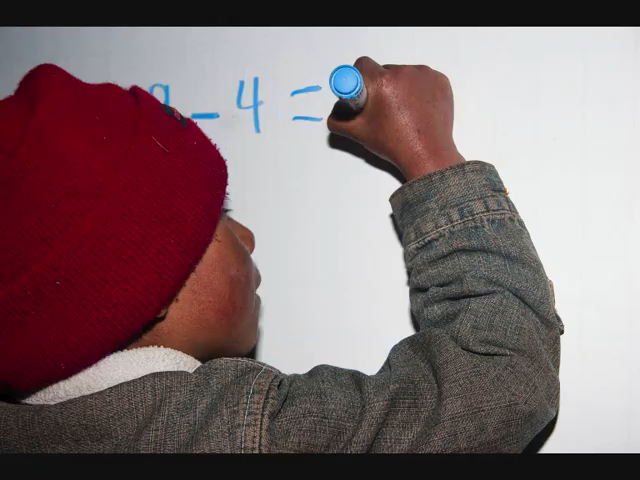 - 4 =